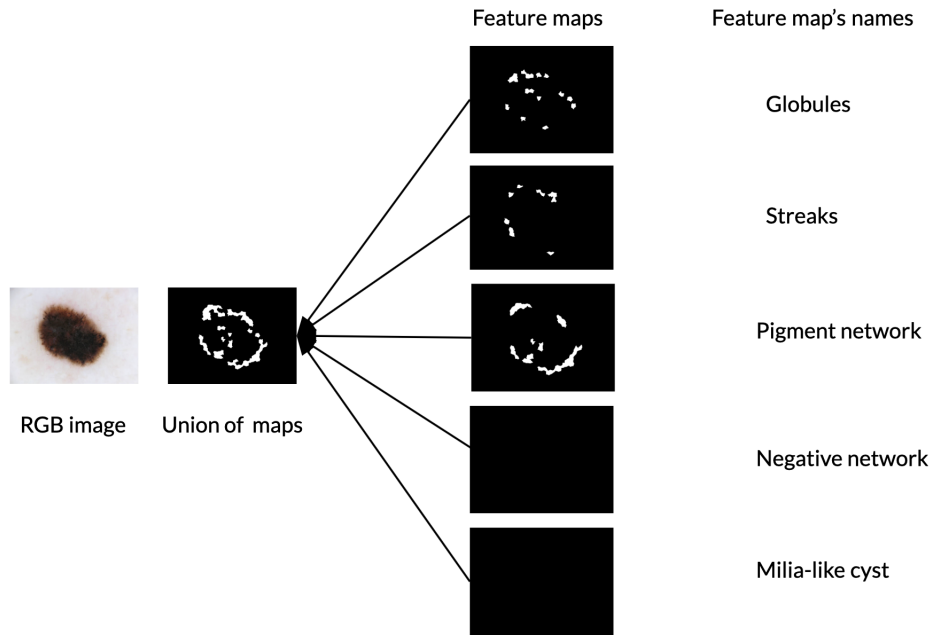 Feature maps
Feature map's names
Globules
Streaks
Pigment network
RGB image
Union of maps
Negative network
Milia-like cyst